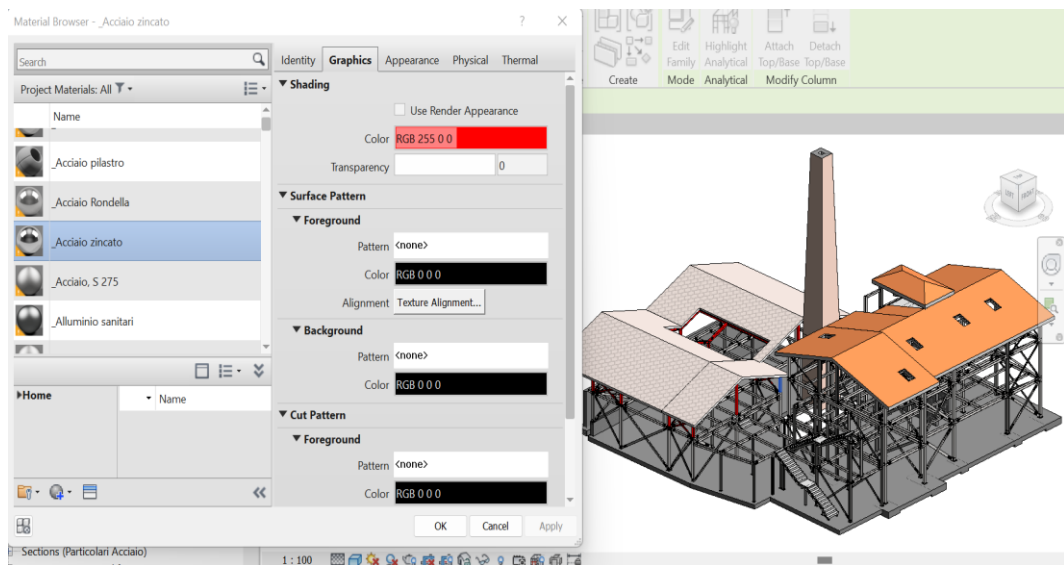 Material Browser - _Acciaio zincato
? ×
Search
Project Materials: All
Name
_Acciaio pilastro
_Acciaio Rondella
_Acciaio zincato
_Acciaio, S 275
_Alluminio sanitari
Home
Name
Identity Graphics Appearance Physical Thermal
Shading
Use Render Appearance
Color RGB 255 0 0
Transparency 0
Surface Pattern
Foreground
Pattern <none>
Color RGB 0 0 0
Alignment Texture Alignment...
Background
Pattern <none>
Color RGB 0 0 0
Cut Pattern
Foreground
Pattern <none>
Color RGB 0 0 0
OK Cancel Apply
Sections (Particolari Acciaio)
1 : 100
Edit Family
Highlight Analytical
Attach Top/Base
Detach Top/Base
Create Mode Analytical Modify Column
FRONT